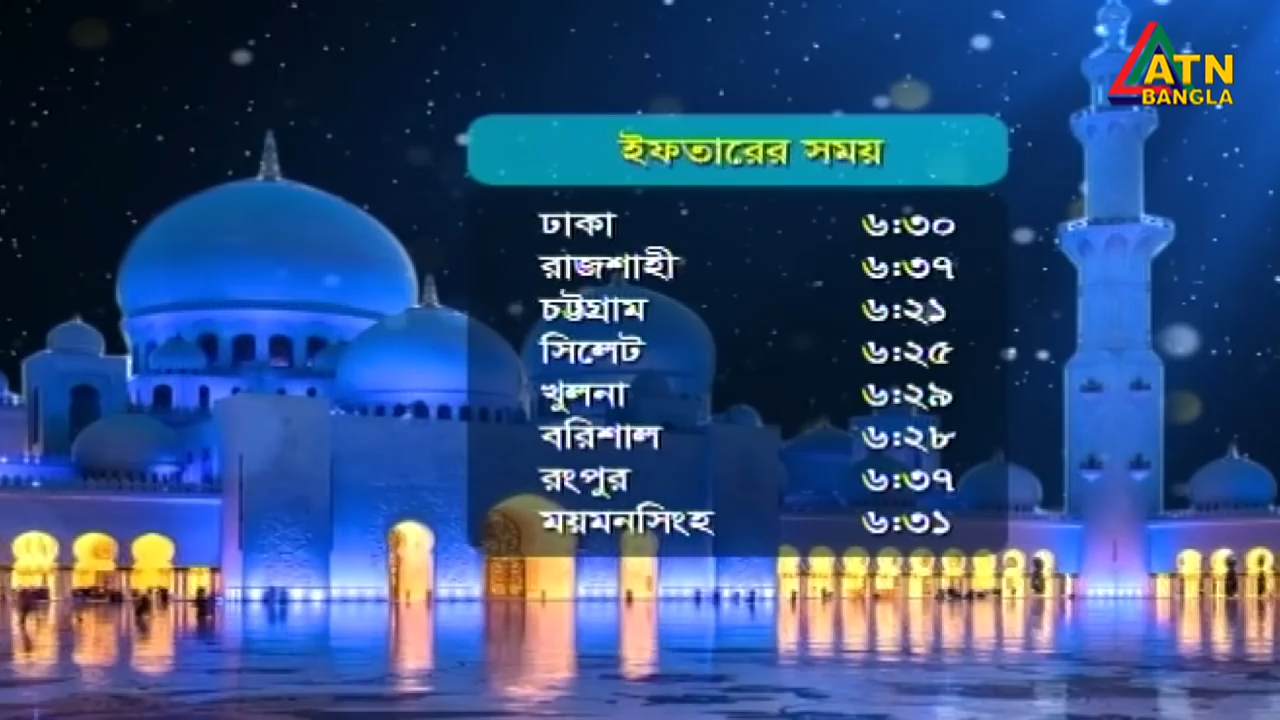 ATN
BANGLA
ইফতারের সময়
ঢাকা ৬:৩০
রাজশাহী ৬:৩৭
চট্টগ্রাম ৬:২১
সিলেট ৬:২৫
খুলনা ৬:২৯
বরিশাল ৬:২৮
রংপুর ৬:৩৭
ময়মনসিংহ ৬:৩১